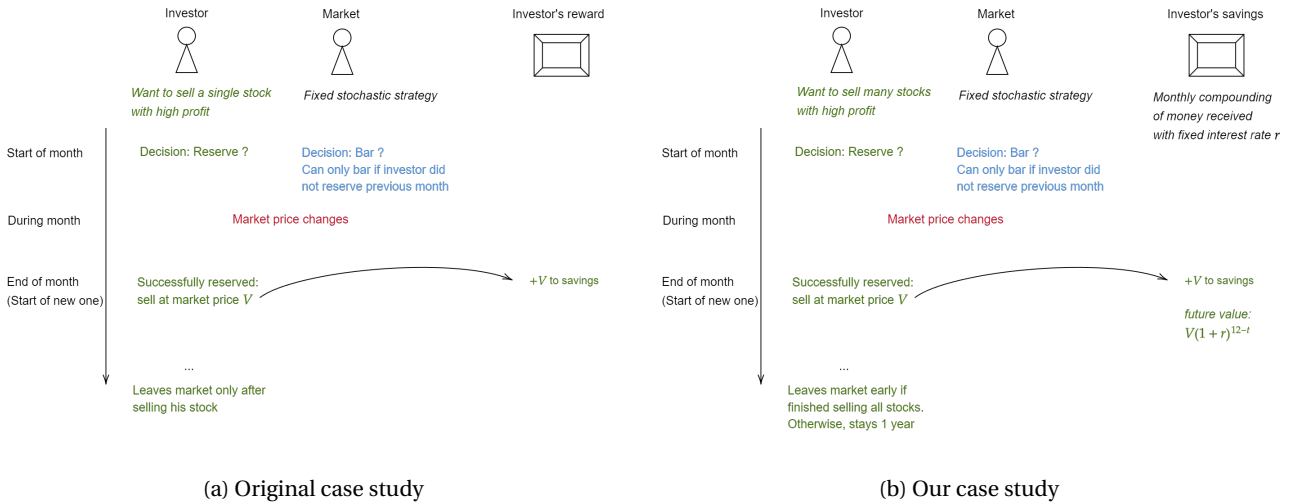 Investor
Market
Investor's reward
Want to sell a single stock
with high profit
Fixed stochastic strategy
Start of month
Decision: Reserve ?
Decision: Bar ?
Can only bar if investor did
not reserve previous month
During month
Market price changes
End of month
(Start of new one)
Successfully reserved:
sell at market price V
+V to savings
...
Leaves market only after
selling his stock
(a) Original case study
Investor
Market
Investor's savings
Want to sell many stocks
with high profit
Fixed stochastic strategy
Monthly compounding
of money received
with fixed interest rate r
Start of month
Decision: Reserve ?
Decision: Bar ?
Can only bar if investor did
not reserve previous month
During month
Market price changes
End of month
(Start of new one)
Successfully reserved:
sell at market price V
+V to savings
future value:
V(1 + r)^{12−t}
...
Leaves market early if
finished selling all stocks.
Otherwise, stays 1 year
(b) Our case study